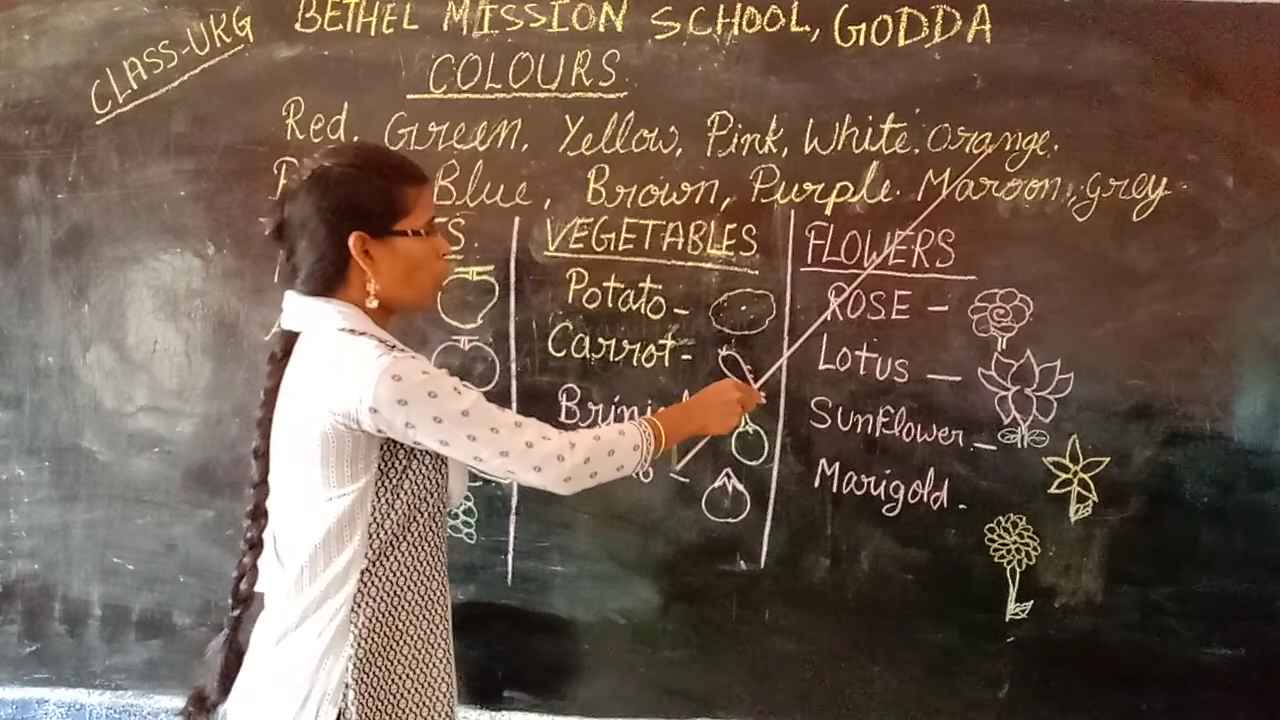 CLASS-UKG
BETHEL MISSION SCHOOL, GODDA
COLOURS
Red. Green. Yellow, Pink, White. Orange.
Blue, Brown, Purple. Maroon, grey
S.
VEGETABLES
Potato-
Carrot-
FLOWERS
ROSE -
Lotus -
SunFlower -
Marigold.